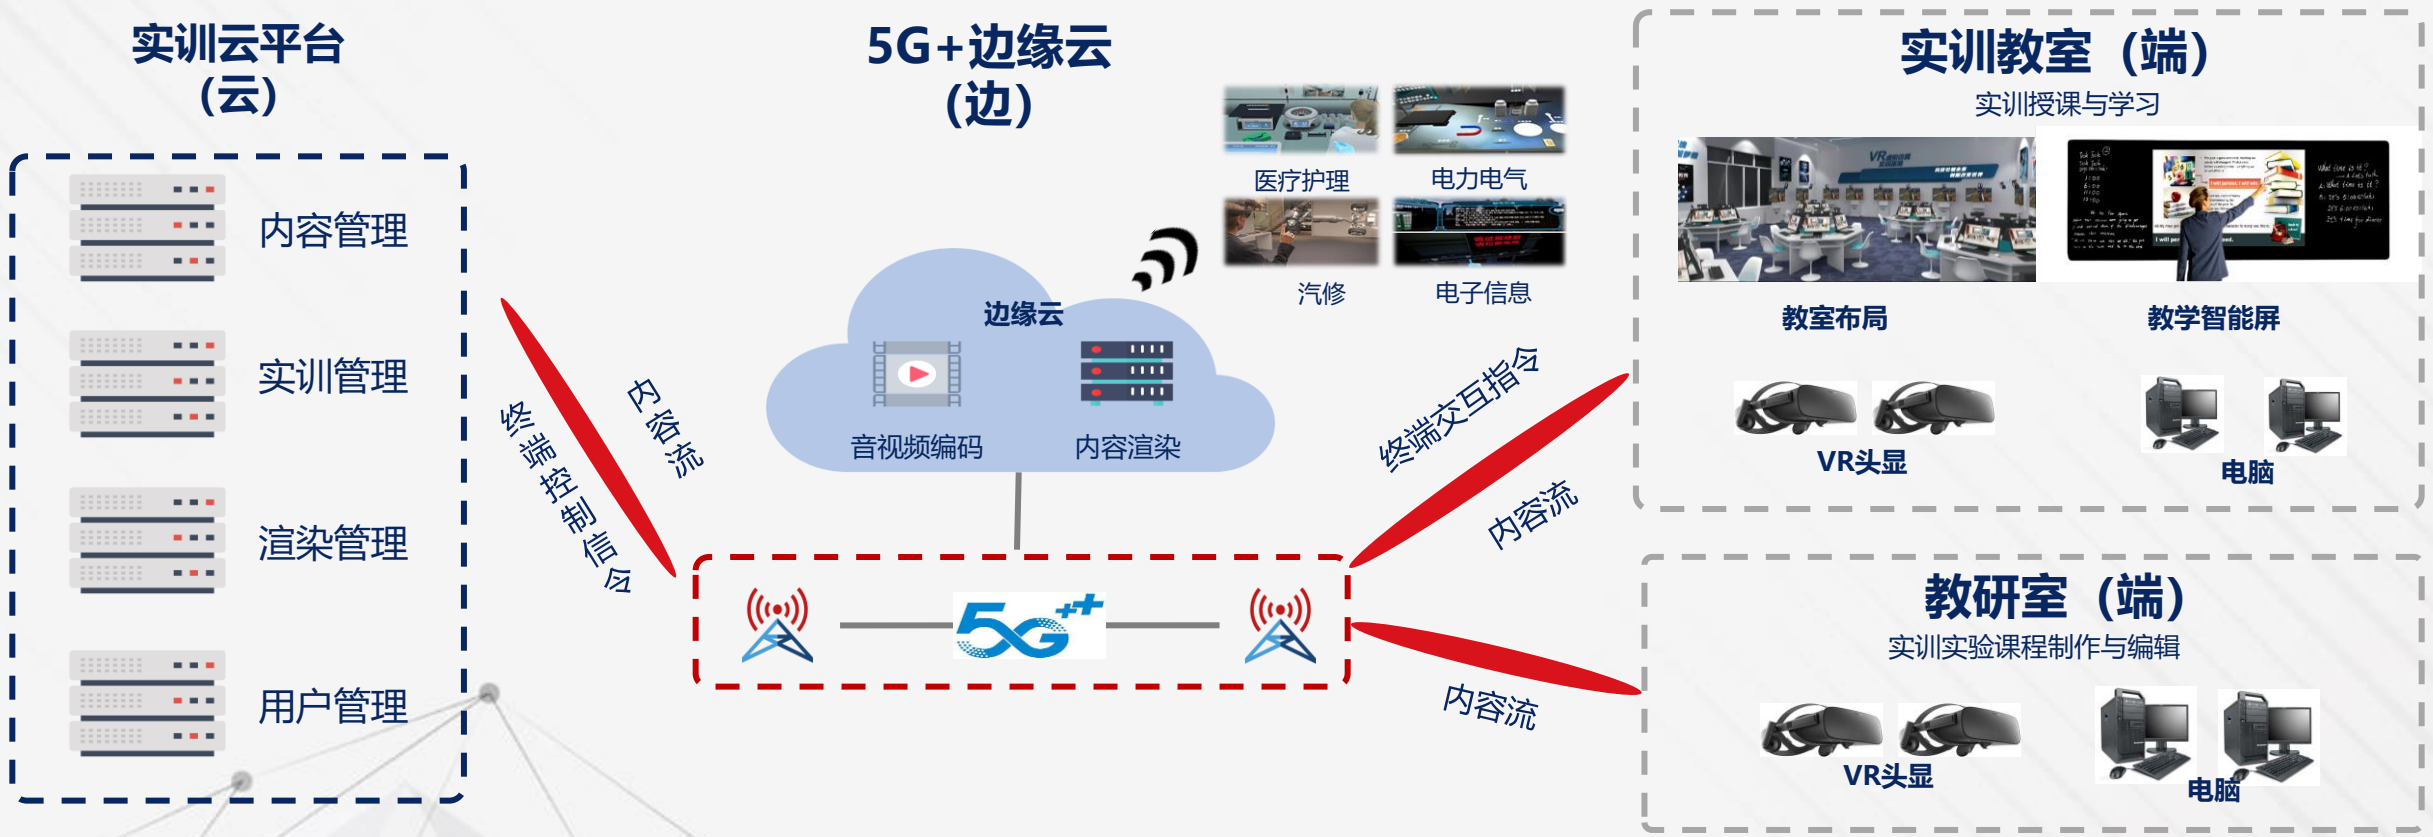 实训云平台
（云）
内容管理
实训管理
渲染管理
用户管理
终端控制信令
内容流
5G+边缘云
（边）
医疗护理
电力电气
汽修
电子信息
边缘云
音视频编码
内容渲染
5G++
终端交互指令
内容流
内容流
实训教室（端）
实训授课与学习
教室布局
教学智能屏
VR头显
电脑
教研室（端）
实训实验课程制作与编辑
VR头显
电脑